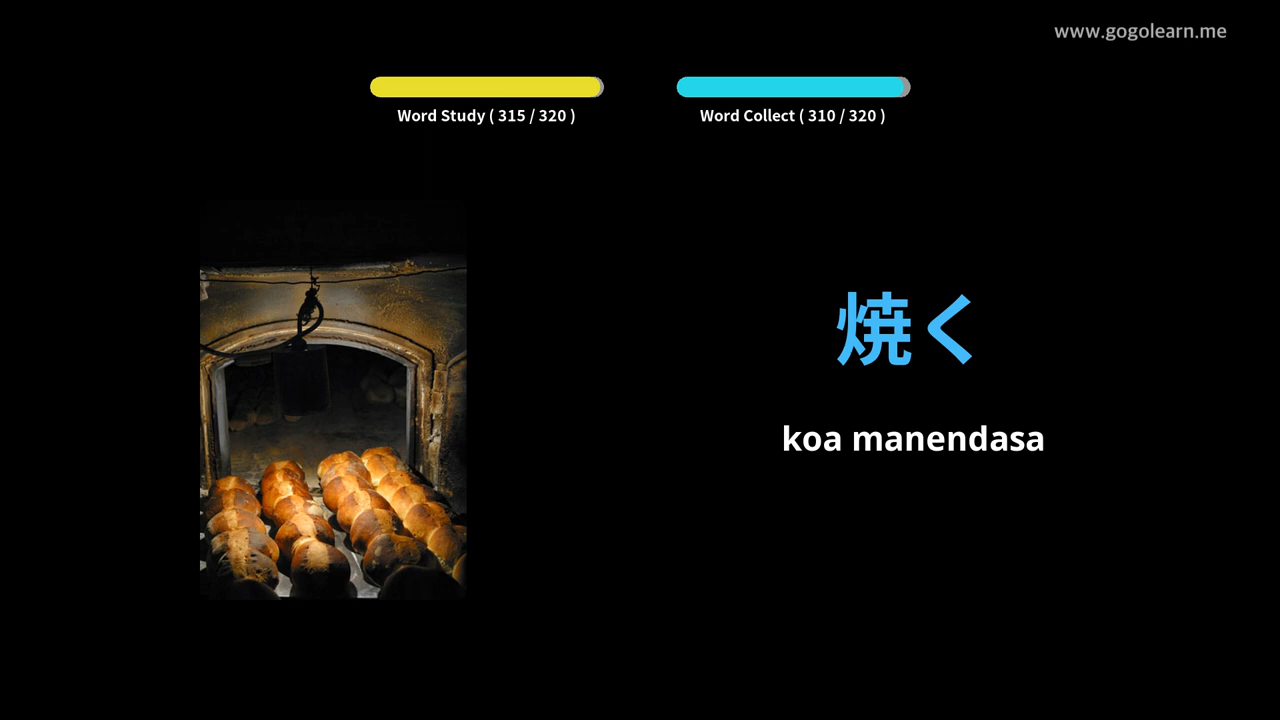 www.gogolearn.me
Word Study ( 315 / 320 )
Word Collect ( 310 / 320 )
焼く
koa manendasa